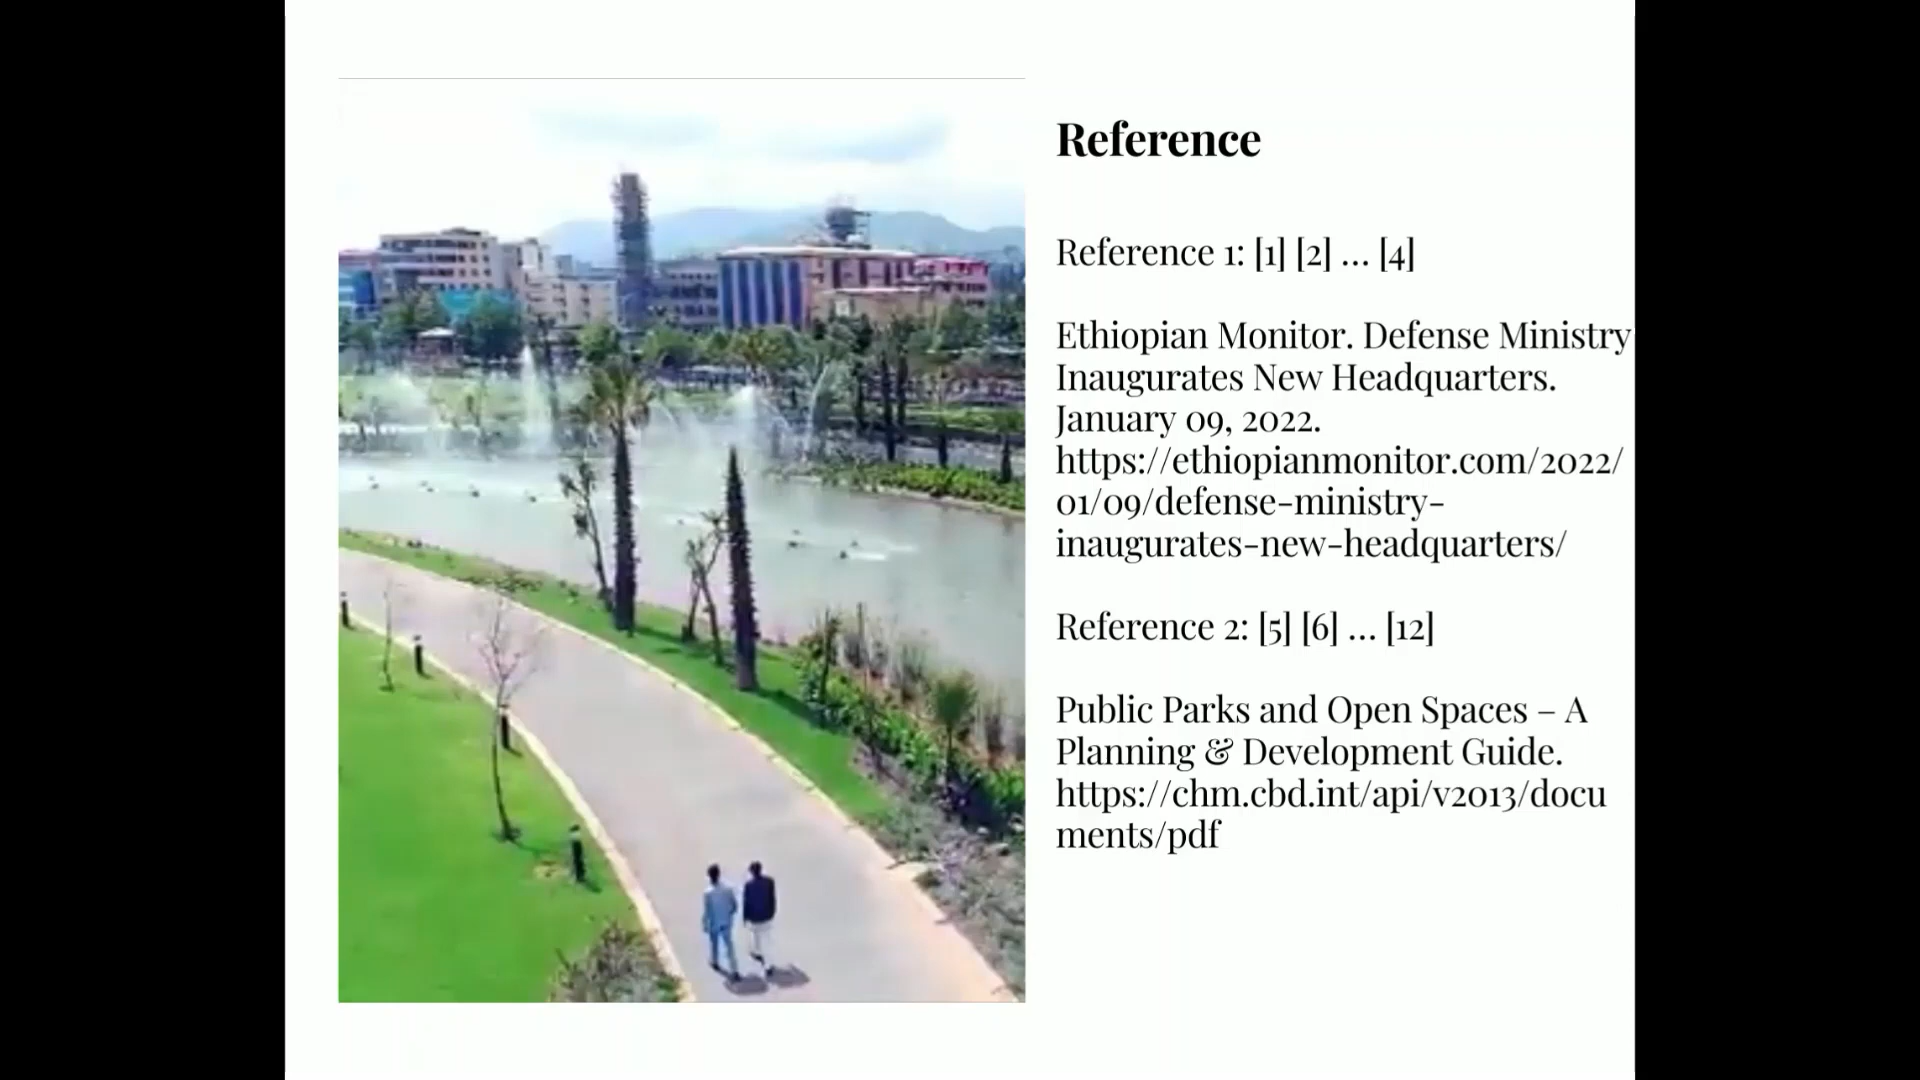 Reference
Reference 1: [1] [2] ... [4]
Ethiopian Monitor. Defense Ministry
Inaugurates New Headquarters.
January 09, 2022.
https://ethiopianmonitor.com/2022/
01/09/defense-ministry-
inaugurates-new-headquarters/
Reference 2: [5] [6] ... [12]
Public Parks and Open Spaces – A
Planning & Development Guide.
https://chm.cbd.int/api/v2013/docu
ments/pdf